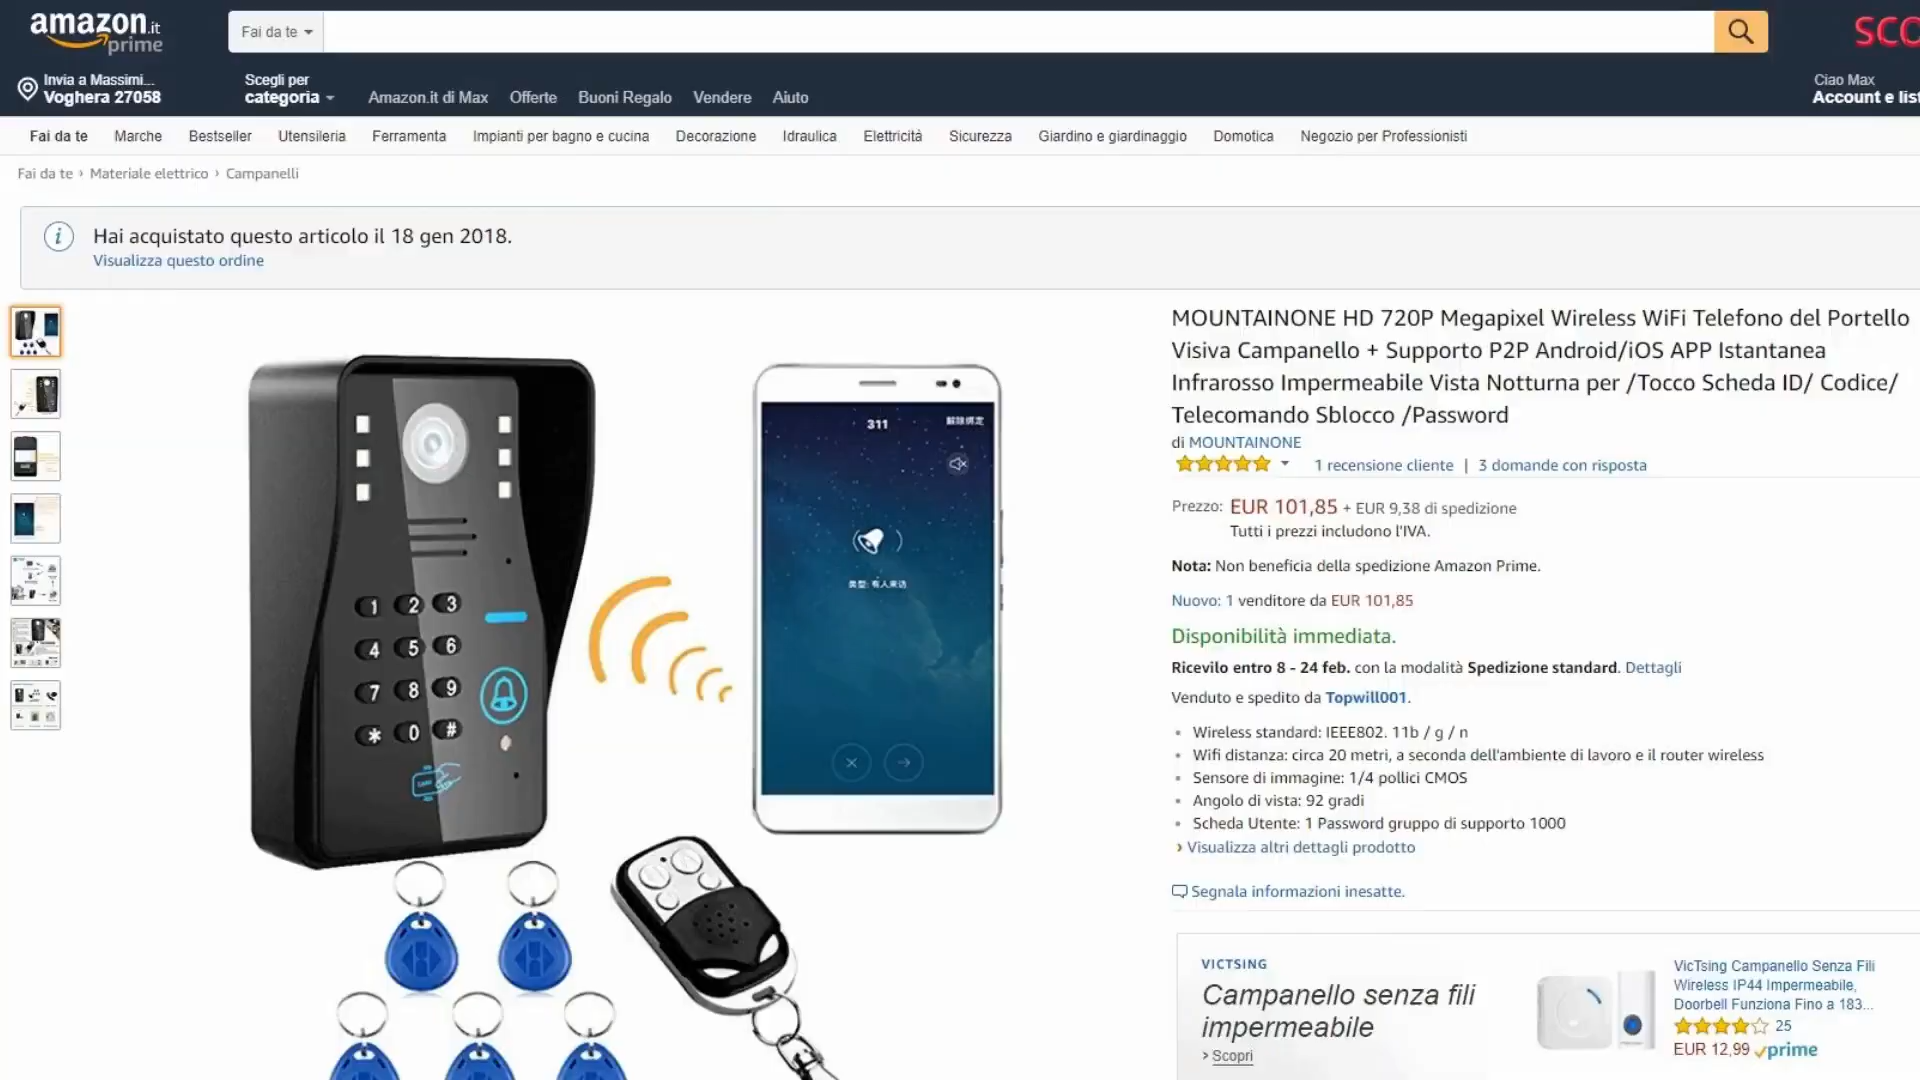 amazon.it
prime
Fai da te
SCO
Invia a Massimi...
Voghera 27058
Scegli per
categoria
Amazon.it di Max
Offerte
Buoni Regalo
Vendere
Aiuto
Ciao Max
Account e list
Fai da te
Marche
Bestseller
Utensileria
Ferramenta
Impianti per bagno e cucina
Decorazione
Idraulica
Elettricità
Sicurezza
Giardino e giardinaggio
Domotica
Negozio per Professionisti
Fai da te › Materiale elettrico › Campanelli
Hai acquistato questo articolo il 18 gen 2018.
Visualizza questo ordine
1 2 3
4 5 6
7 8 9
* 0 #
311
解除绑定
类型: 有人来访
MOUNTAINONE HD 720P Megapixel Wireless WiFi Telefono del Portello
Visiva Campanello + Supporto P2P Android/iOS APP Istantanea
Infrarosso Impermeabile Vista Notturna per /Tocco Scheda ID/ Codice/
Telecomando Sblocco /Password
di MOUNTAINONE
1 recensione cliente | 3 domande con risposta
Prezzo: EUR 101,85 + EUR 9,38 di spedizione
Tutti i prezzi includono l'IVA.
Nota: Non beneficia della spedizione Amazon Prime.
Nuovo: 1 venditore da EUR 101,85
Disponibilità immediata.
Ricevilo entro 8 - 24 feb. con la modalità Spedizione standard. Dettagli
Venduto e spedito da Topwill001.
Wireless standard: IEEE802. 11b / g / n
Wifi distanza: circa 20 metri, a seconda dell'ambiente di lavoro e il router wireless
Sensore di immagine: 1/4 pollici CMOS
Angolo di vista: 92 gradi
Scheda Utente: 1 Password gruppo di supporto 1000
› Visualizza altri dettagli prodotto
Segnala informazioni inesatte.
VICTSING
Campanello senza fili
impermeabile
› Scopri
VicTsing Campanello Senza Fili
Wireless IP44 Impermeabile,
Doorbell Funziona Fino a 183...
25
EUR 12,99 prime